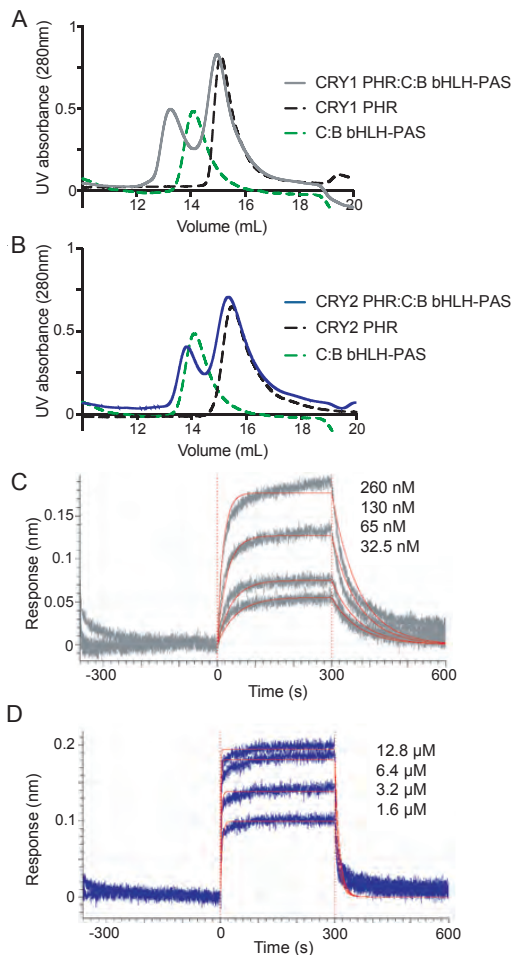 A
UV absorbance (280nm)
1
0.5
0
12 14 16 18 20
Volume (mL)
CRY1 PHR:C:B bHLH-PAS
CRY1 PHR
C:B bHLH-PAS
B
UV absorbance (280nm)
1
0.5
0
12 14 16 18 20
Volume (mL)
CRY2 PHR:C:B bHLH-PAS
CRY2 PHR
C:B bHLH-PAS
C
Response (nm)
0.15
0.1
0.05
0
-300 0 300 600
Time (s)
260 nM
130 nM
65 nM
32.5 nM
D
Response (nm)
0.2
0.1
0
-300 0 300 600
Time (s)
12.8 µM
6.4 µM
3.2 µM
1.6 µM